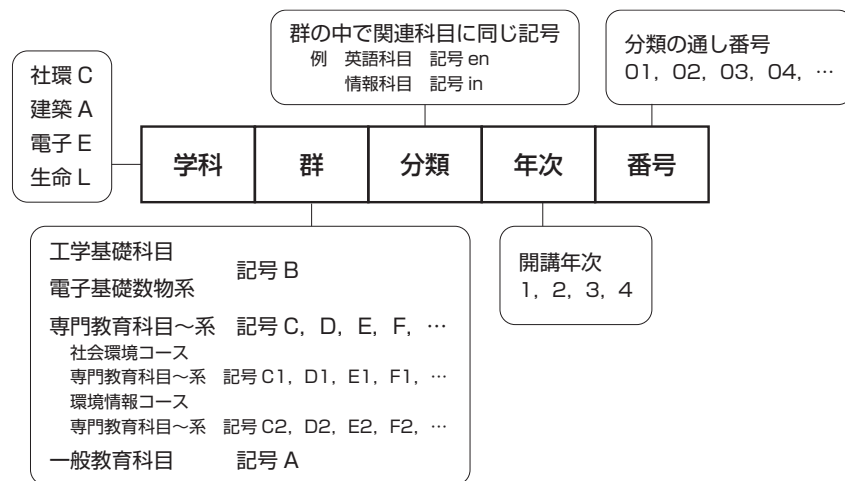 群の中で関連科目に同じ記号
例 英語科目 記号 en
情報科目 記号 in
分類の通し番号
01, 02, 03, 04, …
社環 C
建築 A
電子 E
生命 L
学科 群 分類 年次 番号
工学基礎科目
電子基礎数物系
記号 B
専門教育科目〜系 記号 C, D, E, F, …
社会環境コース
専門教育科目〜系 記号 C1, D1, E1, F1, …
環境情報コース
専門教育科目〜系 記号 C2, D2, E2, F2, …
一般教育科目 記号 A
開講年次
1, 2, 3, 4